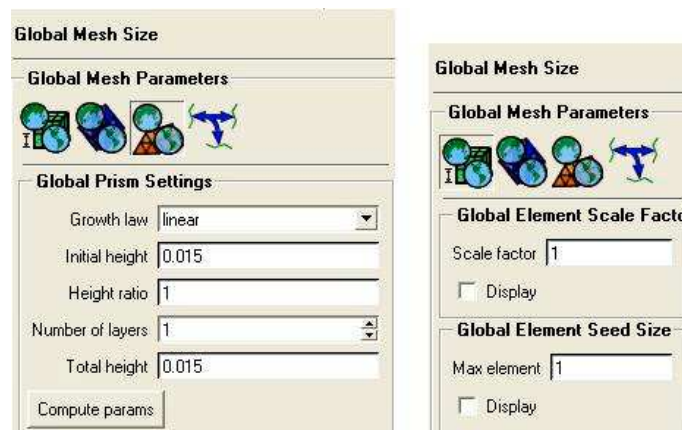 Global Mesh Size
Global Mesh Parameters
Global Prism Settings
Growth law linear
Initial height 0.015
Height ratio 1
Number of layers 1
Total height 0.015
Compute params
Global Mesh Size
Global Mesh Parameters
Global Element Scale Facto
Scale factor 1
Display
Global Element Seed Size
Max element 1
Display